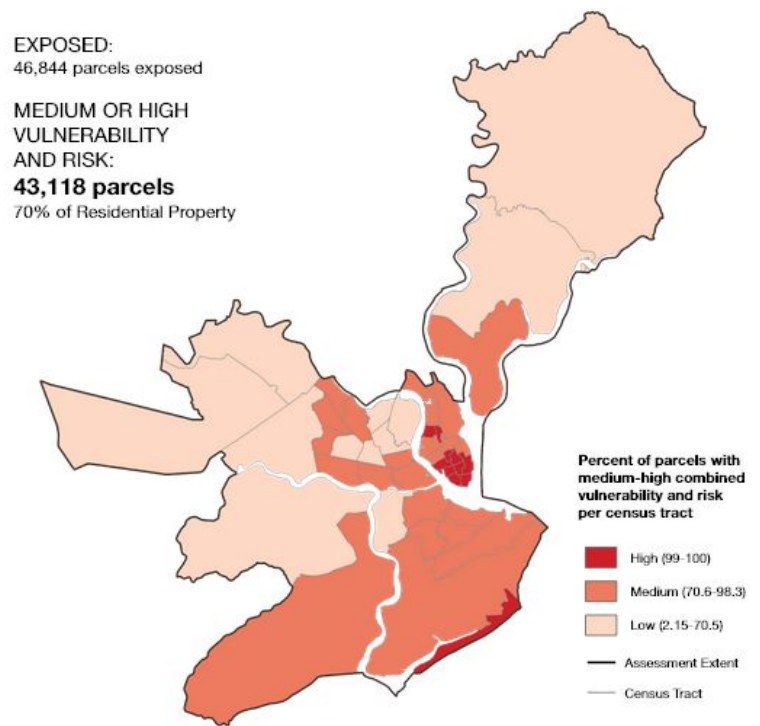 EXPOSED:
46,844 parcels exposed
MEDIUM OR HIGH
VULNERABILITY
AND RISK:
43,118 parcels
70% of Residential Property
Percent of parcels with
medium-high combined
vulnerability and risk
per census tract
High (99-100)
Medium (70.6-98.3)
Low (2.15-70.5)
Assessment Extent
Census Tract